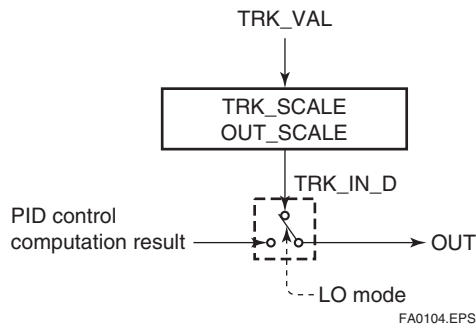 TRK_VAL
TRK_SCALE
OUT_SCALE
TRK_IN_D
PID control
computation result
OUT
LO mode
FA0104.EPS